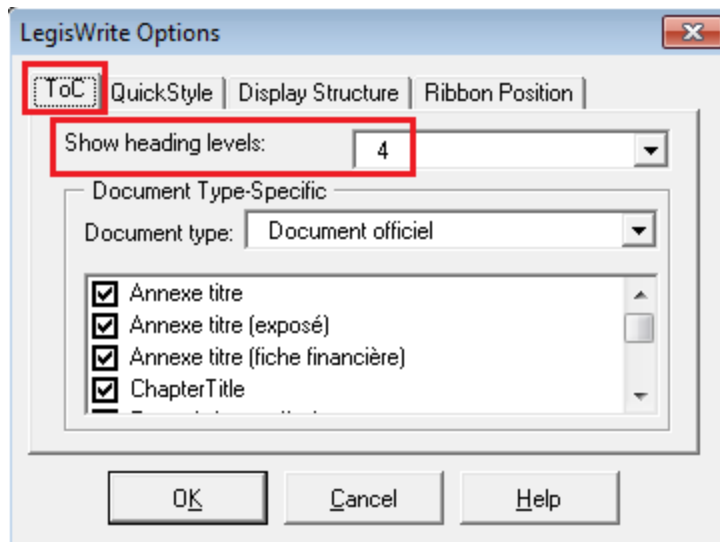 LegisWrite Options
ToC QuickStyle Display Structure Ribbon Position
Show heading levels: 4
Document Type-Specific
Document type: Document officiel
Annexe titre
Annexe titre (exposé)
Annexe titre (fiche financière)
ChapterTitle
OK Cancel Help